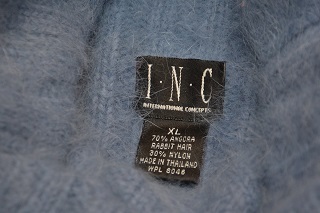 I·N·C
INTERNATIONAL CONCEPTS
XL
70% ANGORA
RABBIT HAIR
30% NYLON
MADE IN THAILAND
WPL 8046